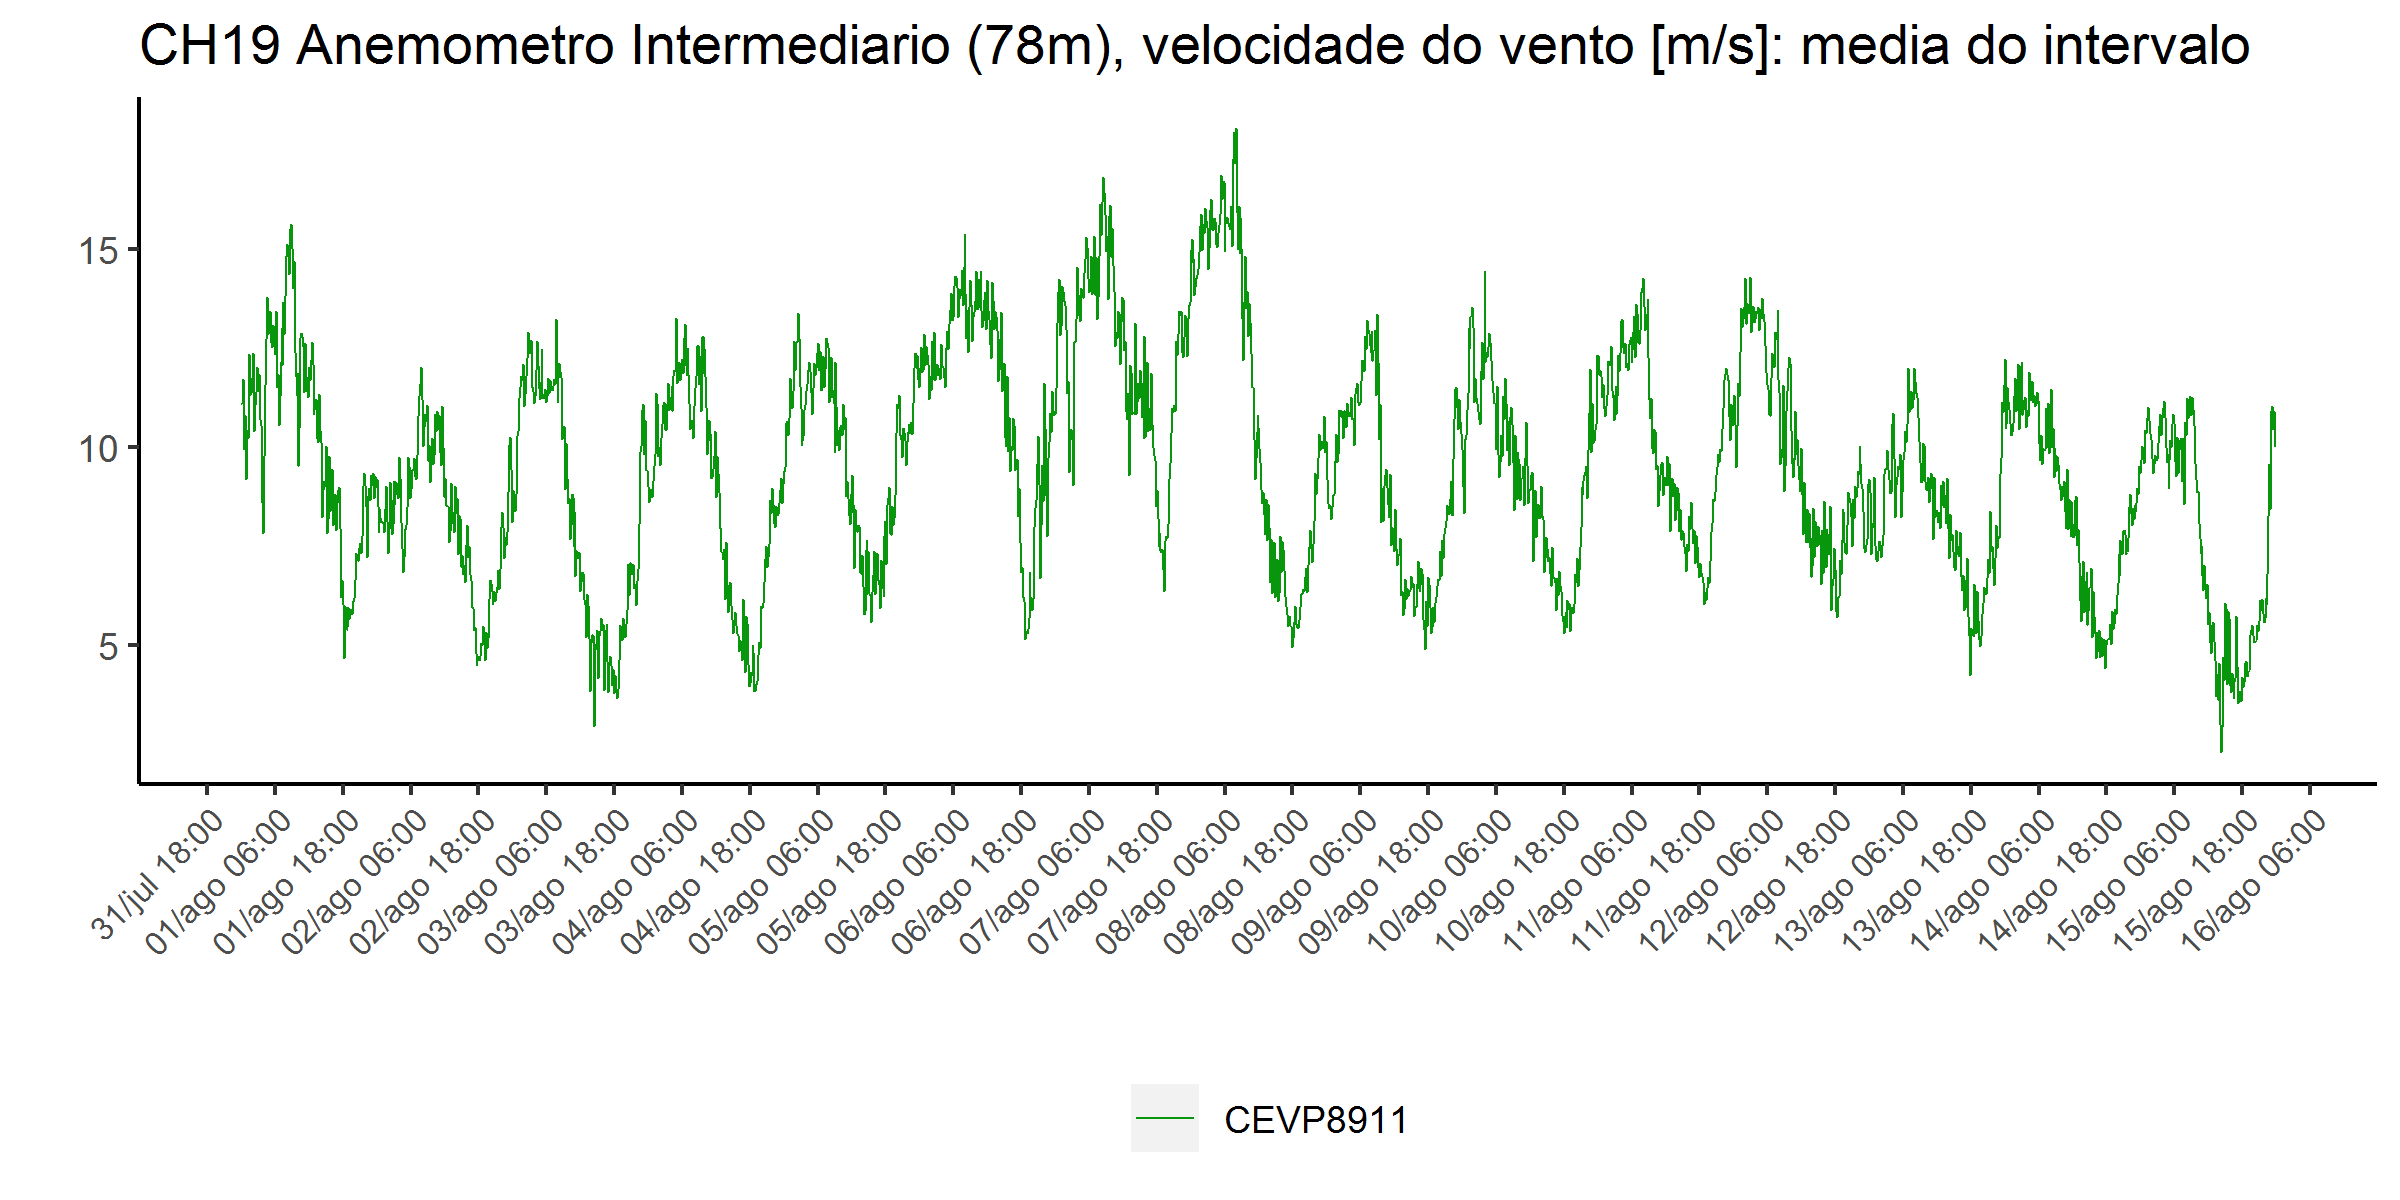 CH19 Anemometro Intermediario (78m), velocidade do vento [m/s]: media do intervalo
15
10
5
31/jul 18:00
01/ago 06:00
01/ago 18:00
02/ago 06:00
02/ago 18:00
03/ago 06:00
03/ago 18:00
04/ago 06:00
04/ago 18:00
05/ago 06:00
05/ago 18:00
06/ago 06:00
06/ago 18:00
07/ago 06:00
07/ago 18:00
08/ago 06:00
08/ago 18:00
09/ago 06:00
09/ago 18:00
10/ago 06:00
10/ago 18:00
11/ago 06:00
11/ago 18:00
12/ago 06:00
12/ago 18:00
13/ago 06:00
13/ago 18:00
14/ago 06:00
14/ago 18:00
15/ago 06:00
15/ago 18:00
16/ago 06:00
CEVP8911